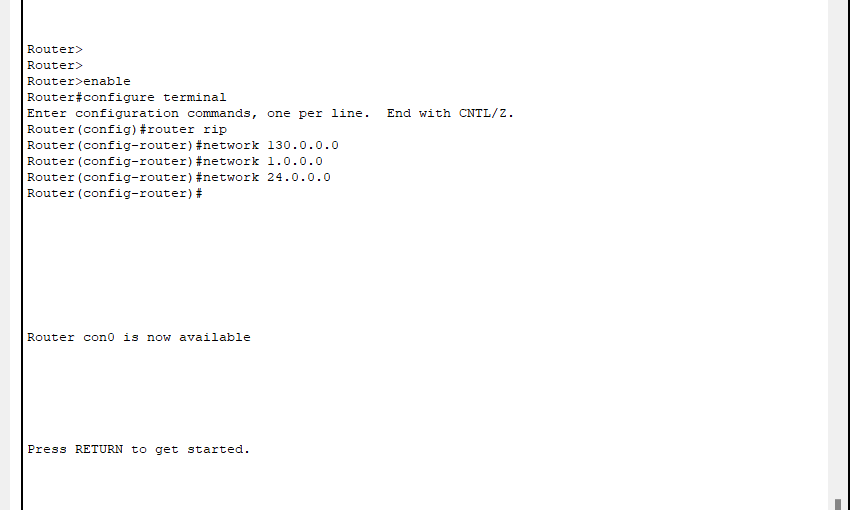 Router>
Router>
Router>enable
Router#configure terminal
Enter configuration commands, one per line.  End with CNTL/Z.
Router(config)#router rip
Router(config-router)#network 130.0.0.0
Router(config-router)#network 1.0.0.0
Router(config-router)#network 24.0.0.0
Router(config-router)#
Router con0 is now available
Press RETURN to get started.